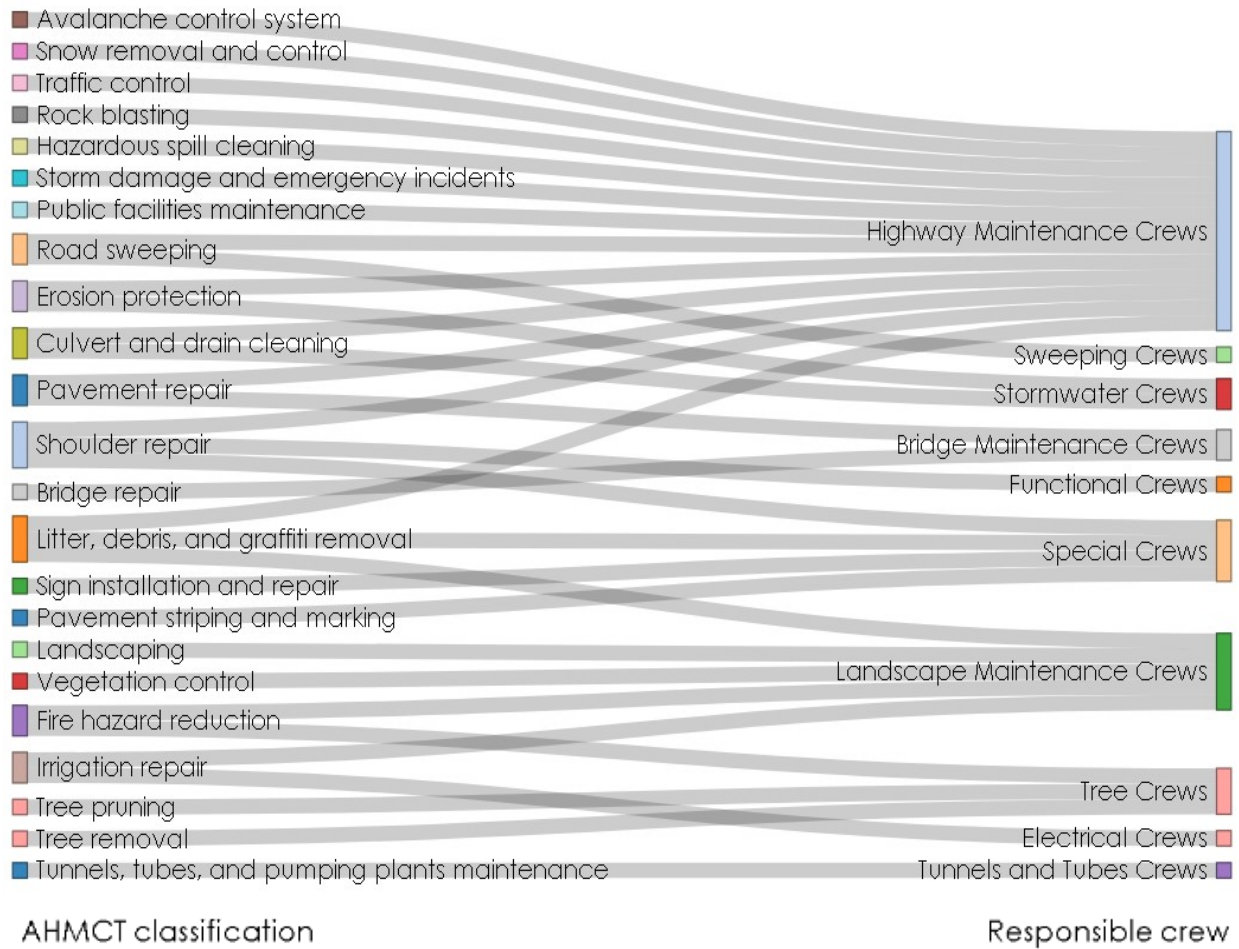 Avalanche control system
Snow removal and control
Traffic control
Rock blasting
Hazardous spill cleaning
Storm damage and emergency incidents
Public facilities maintenance
Road sweeping
Erosion protection
Culvert and drain cleaning
Pavement repair
Shoulder repair
Bridge repair
Litter, debris, and graffiti removal
Sign installation and repair
Pavement striping and marking
Landscaping
Vegetation control
Fire hazard reduction
Irrigation repair
Tree pruning
Tree removal
Tunnels, tubes, and pumping plants maintenance
Highway Maintenance Crews
Sweeping Crews
Stormwater Crews
Bridge Maintenance Crews
Functional Crews
Special Crews
Landscape Maintenance Crews
Tree Crews
Electrical Crews
Tunnels and Tubes Crews
AHMCT classification
Responsible crew